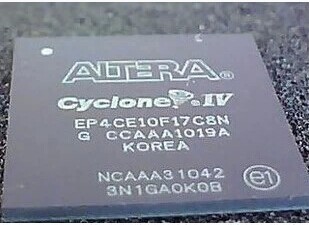 ALTERA®
Cyclone® IV
EP4CE10F17C8N
G CCAAA1019A
KOREA
NCAAA31042
3N1GA0K0B
e1